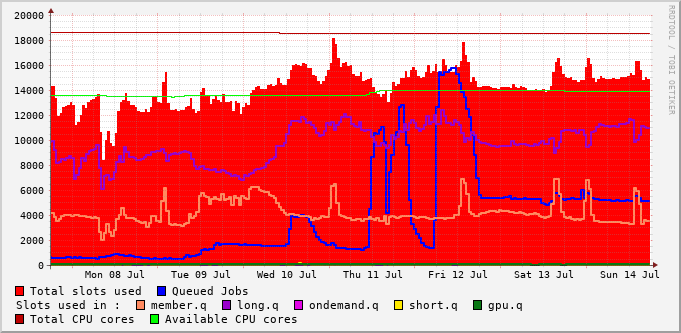 RRDTOOL / TOBI OETIKER
20000
18000
16000
14000
12000
10000
8000
6000
4000
2000
0
Mon 08 Jul Tue 09 Jul Wed 10 Jul Thu 11 Jul Fri 12 Jul Sat 13 Jul Sun 14 Jul
Total slots used Queued Jobs
Slots used in : member.q long.q ondemand.q short.q gpu.q
Total CPU cores Available CPU cores